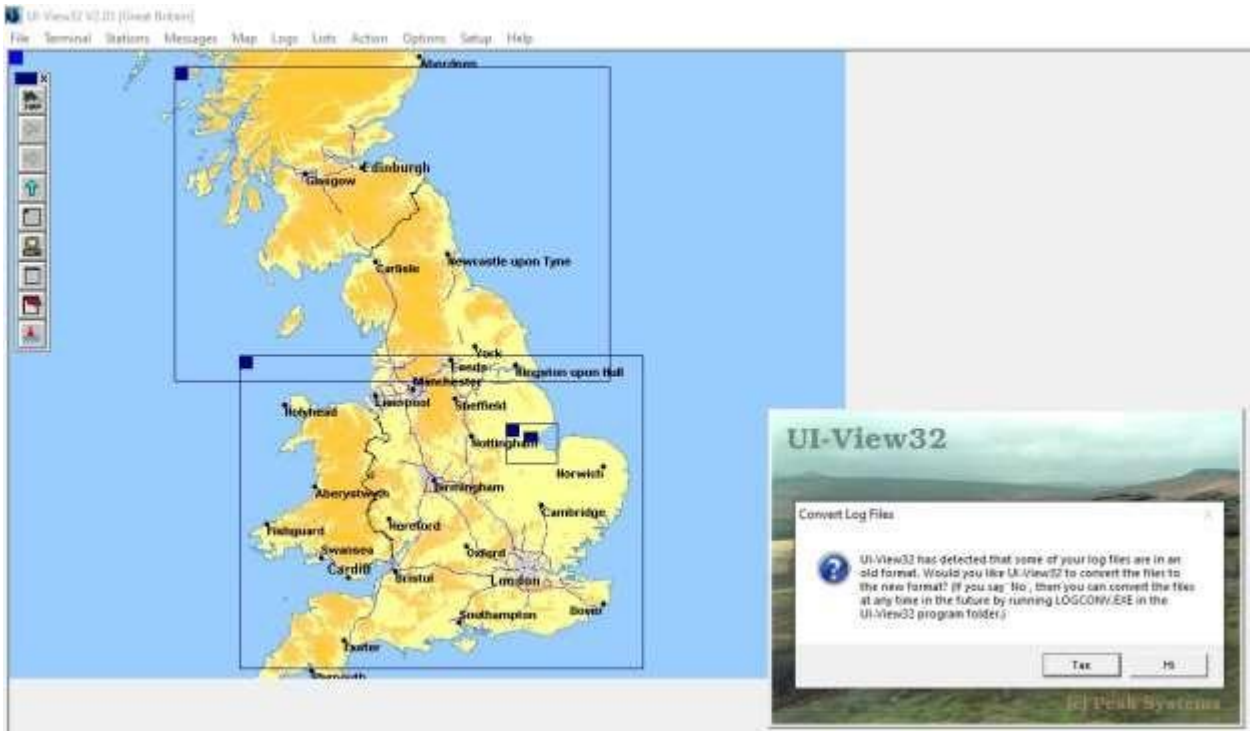 UI-View32 V2.03 [Great Britain]
File Terminal Stations Messages Map Logs Lists Action Options Setup Help
Aberdeen
Edinburgh
Glasgow
Newcastle upon Tyne
Carlisle
York
Leeds
Kingston upon Hull
Manchester
Liverpool
Sheffield
Holyhead
Nottingham
Norwich
Birmingham
Aberystwyth
Cambridge
Fishguard
Hereford
Swansea
Oxford
Cardiff
Bristol
London
Southampton
Dover
Exeter
Plymouth
UI-View32
Convert Log Files
UI-View32 has detected that some of your log files are in an
old format. Would you like UI-View32 to convert the files to
the new format? (If you say 'No', then you can convert the files
at any time in the future by running LOGCONV.EXE in the
UI-View32 program folder.)
Так
Ні
(c) Peak Systems